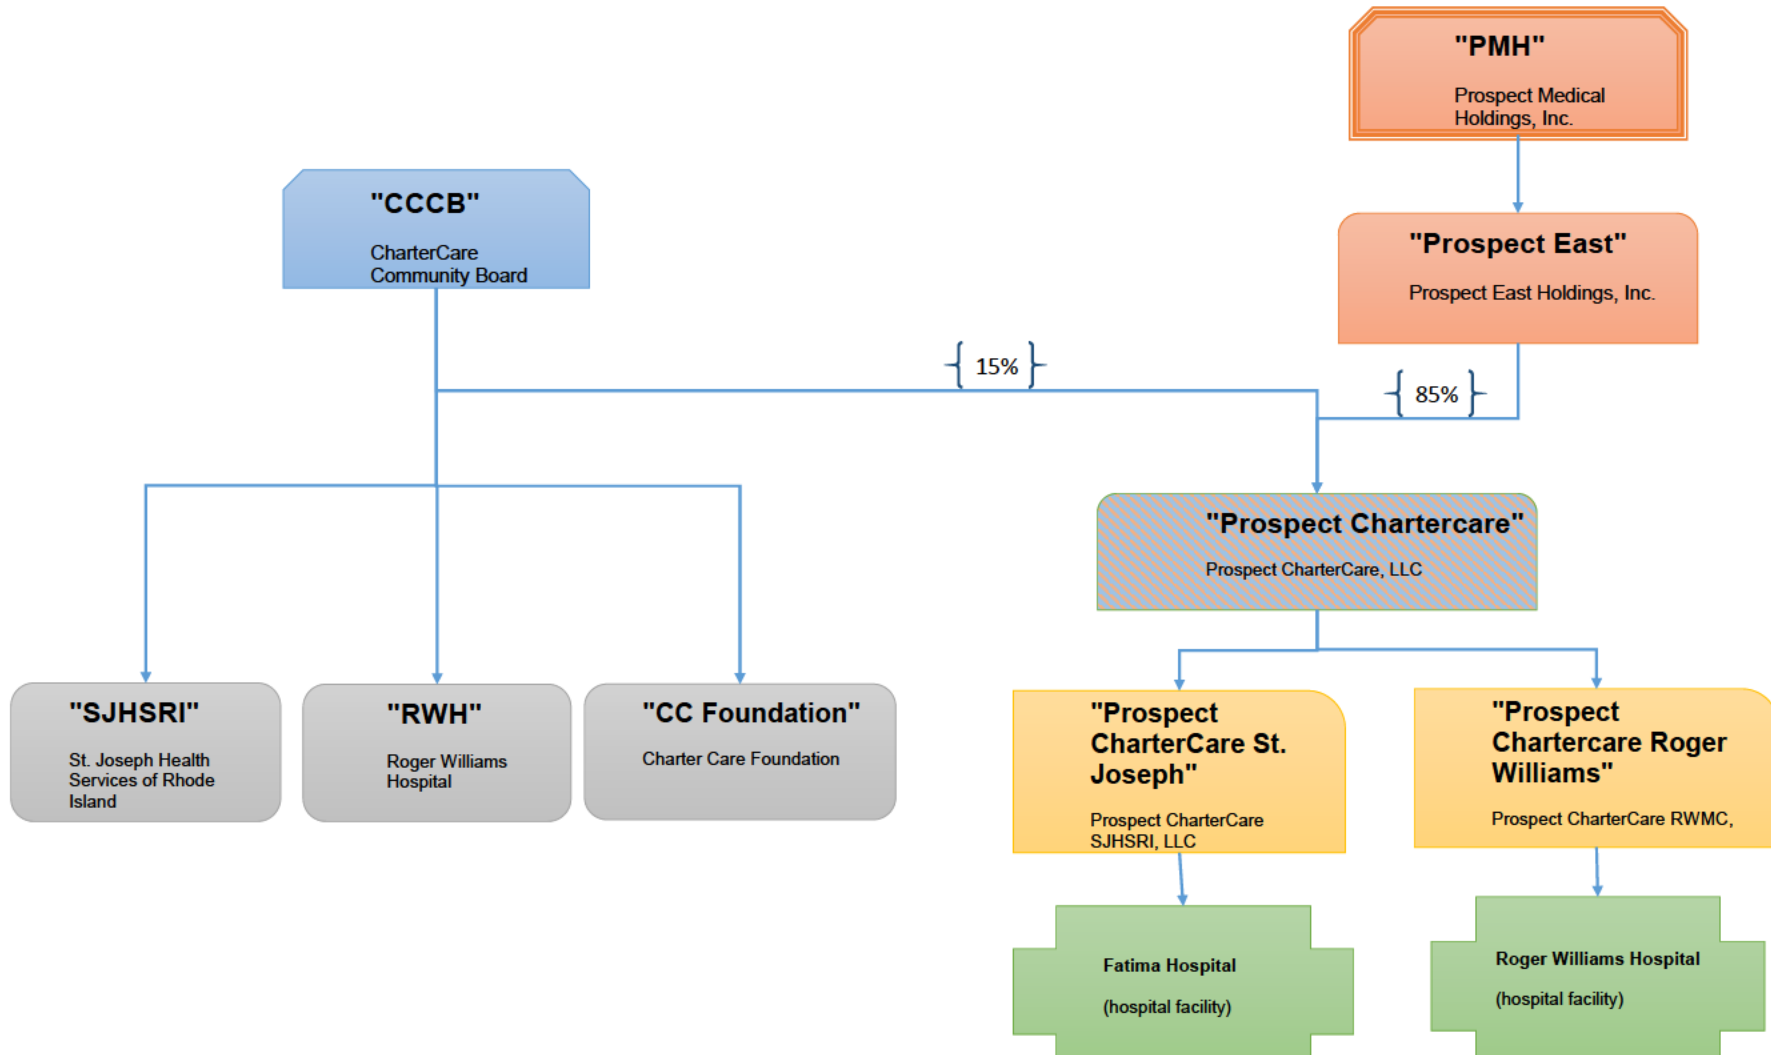 "PMH"
Prospect Medical
Holdings, Inc.
"CCCB"
CharterCare
Community Board
"Prospect East"
Prospect East Holdings, Inc.
15%
85%
"Prospect Chartercare"
Prospect CharterCare, LLC
"SJHSRI"
St. Joseph Health
Services of Rhode
Island
"RWH"
Roger Williams
Hospital
"CC Foundation"
Charter Care Foundation
"Prospect
CharterCare St.
Joseph"
Prospect CharterCare
SJHSRI, LLC
"Prospect
Chartercare Roger
Williams"
Prospect CharterCare RWMC,
Fatima Hospital
(hospital facility)
Roger Williams Hospital
(hospital facility)